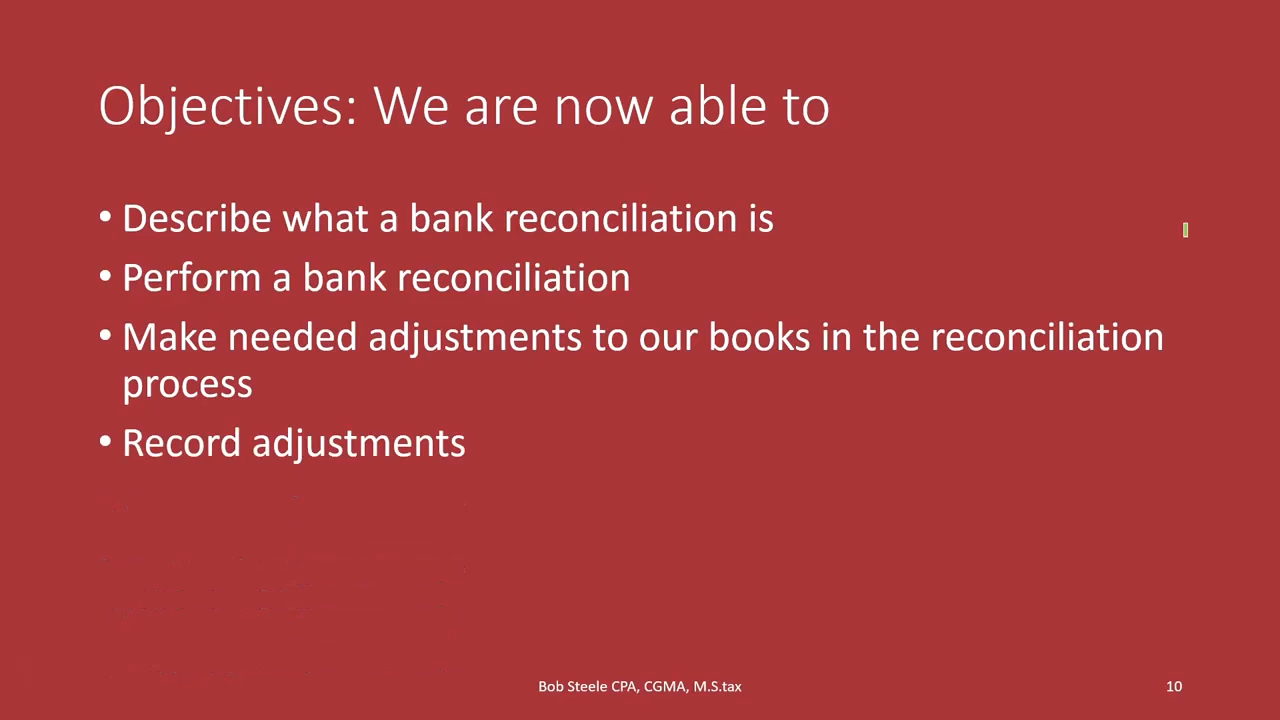 Objectives: We are now able to
• Describe what a bank reconciliation is
• Perform a bank reconciliation
• Make needed adjustments to our books in the reconciliation
process
• Record adjustments
Bob Steele CPA, CGMA, M.S.tax
10